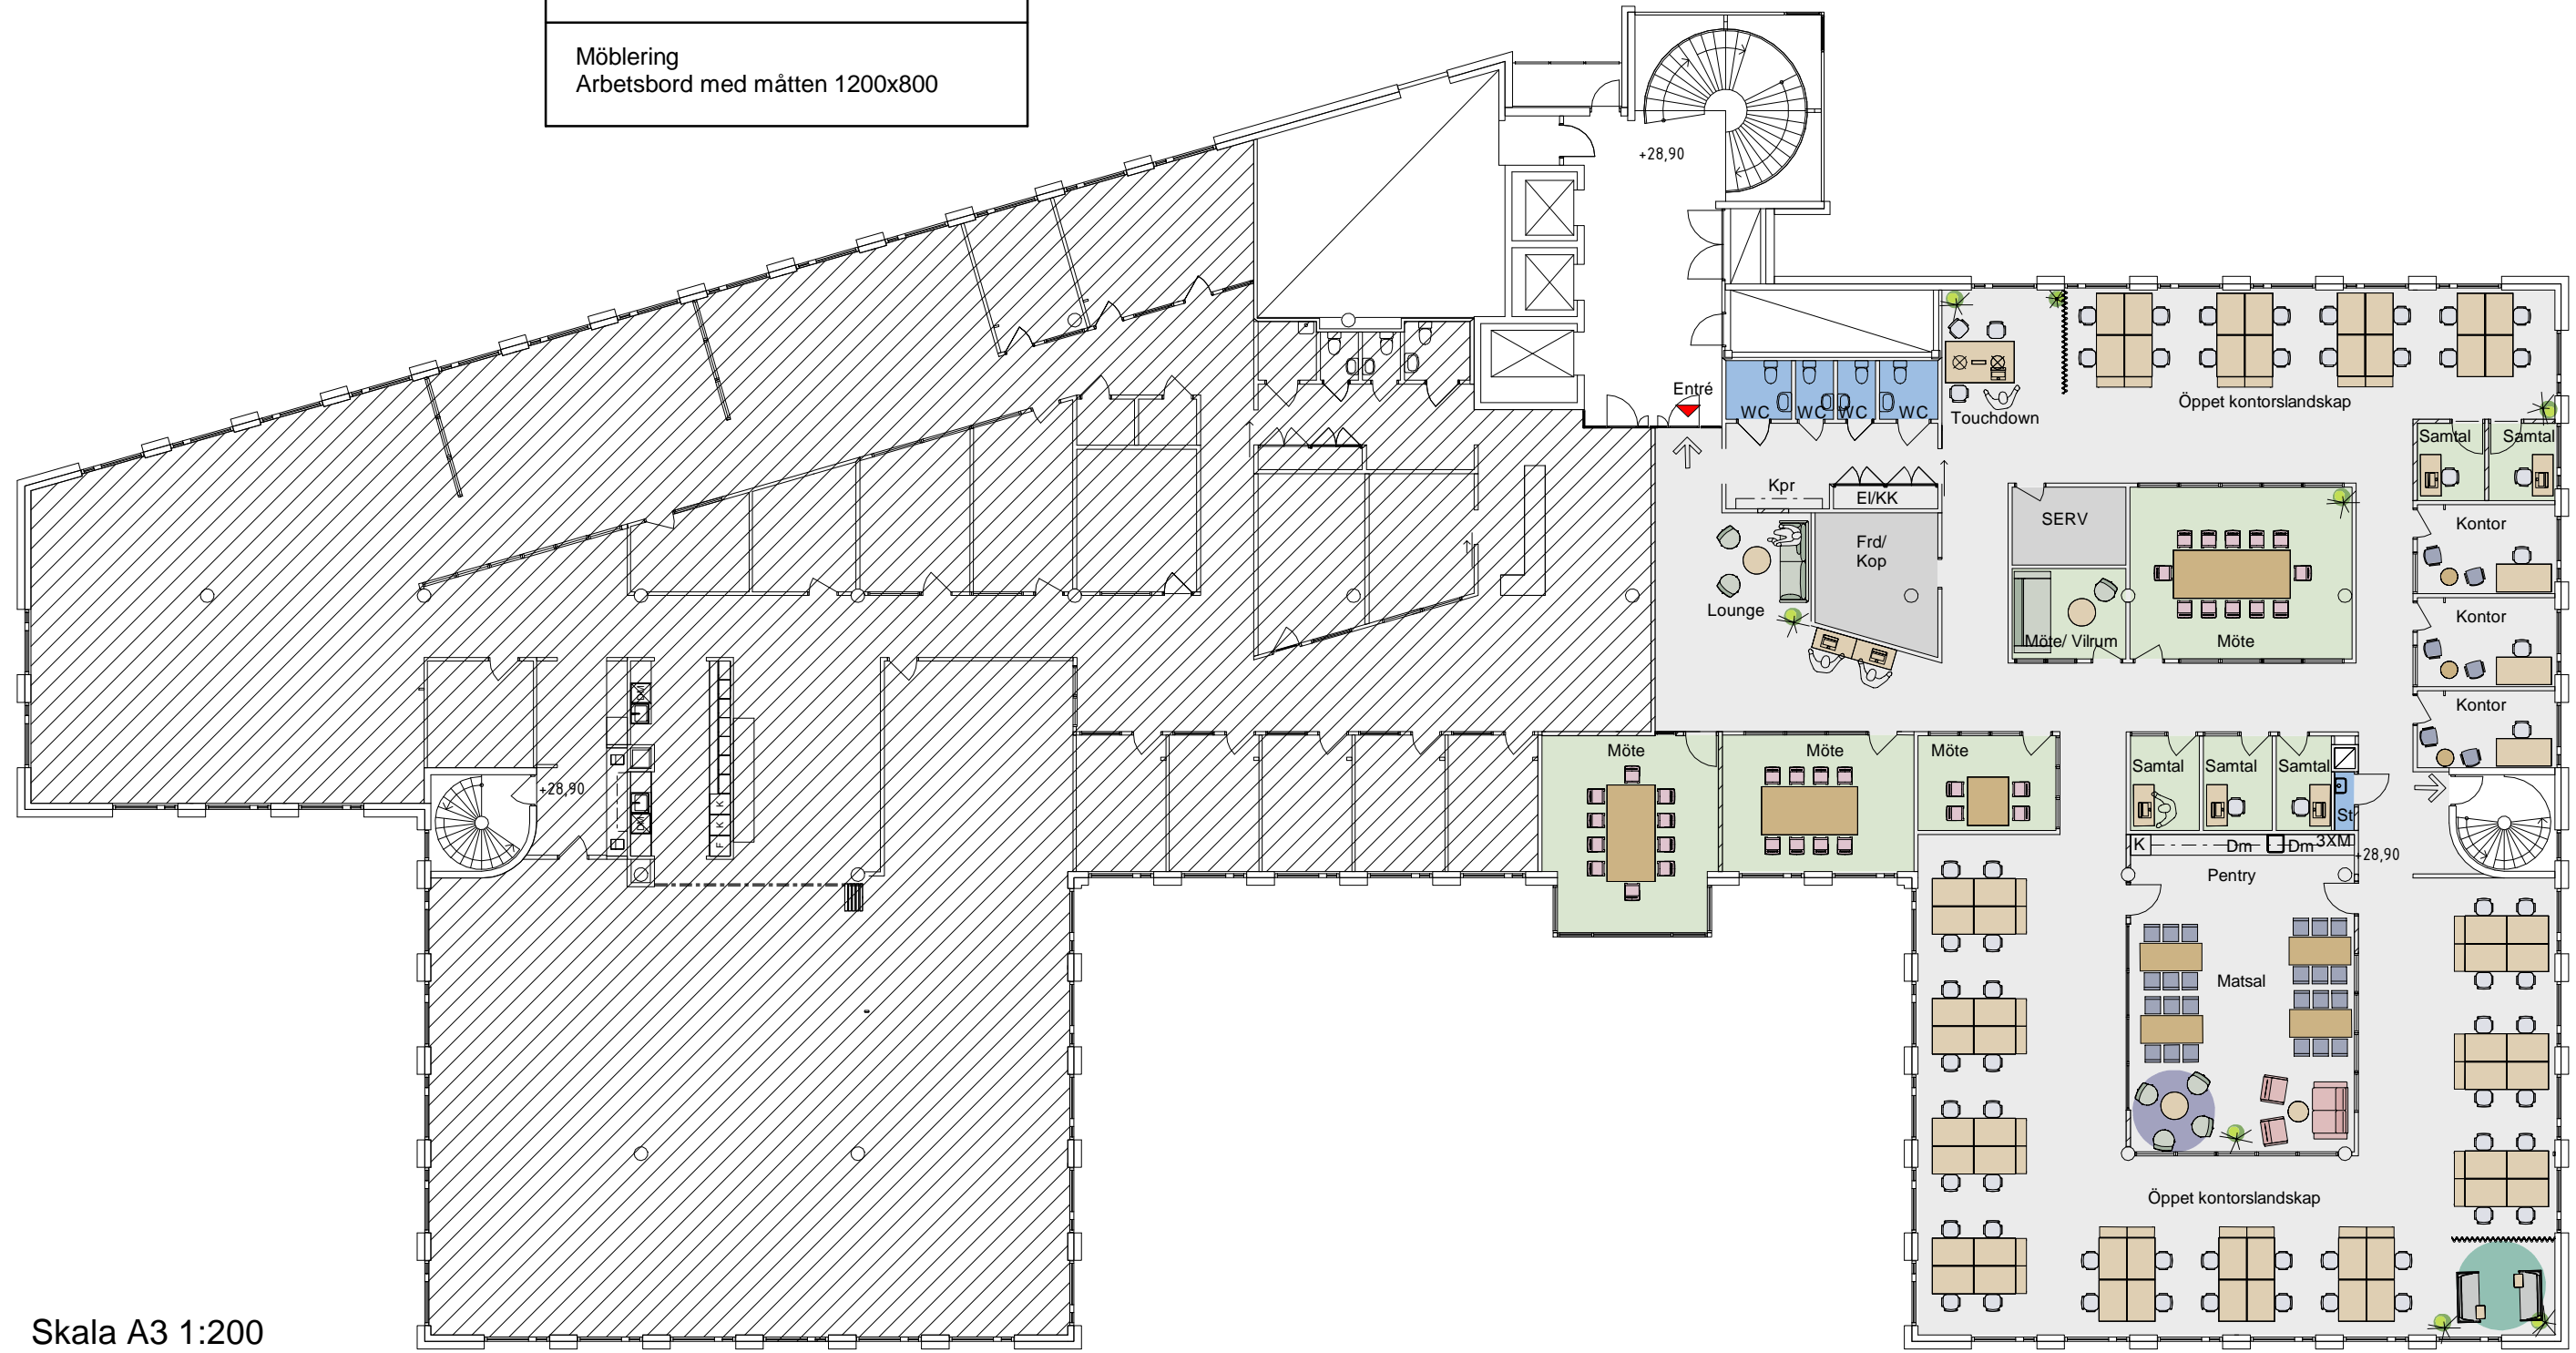 Möblering
Arbetsbord med måtten 1200x800
+28,90
Entré
WC
WC
WC
WC
Touchdown
Öppet kontorslandskap
Samtal
Samtal
Kpr
El/KK
SERV
Kontor
Frd/
Kop
Lounge
Möte/ Vilrum
Möte
Kontor
Kontor
Möte
Möte
Möte
Samtal
Samtal
Samtal
+28,90
St
DM
DM
K
K
F
K
Dm
Dm
3XM
+28,90
Pentry
Matsal
Öppet kontorslandskap
Skala A3 1:200